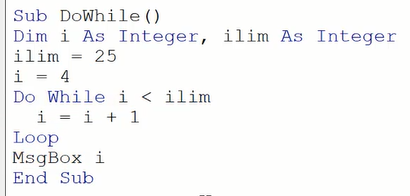 Sub DoWhile()
Dim i As Integer, ilim As Integer
ilim = 25
i = 4
Do While i < ilim
  i = i + 1
Loop
MsgBox i
End Sub